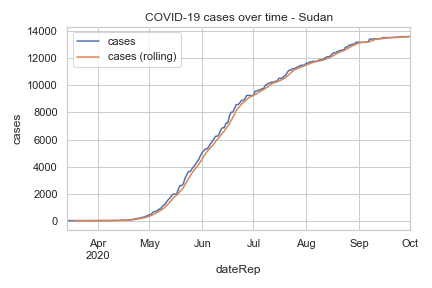 COVID-19 cases over time - Sudan
cases
cases (rolling)
14000
12000
10000
8000
6000
4000
2000
0
cases
Apr May Jun Jul Aug Sep Oct
2020
dateRep